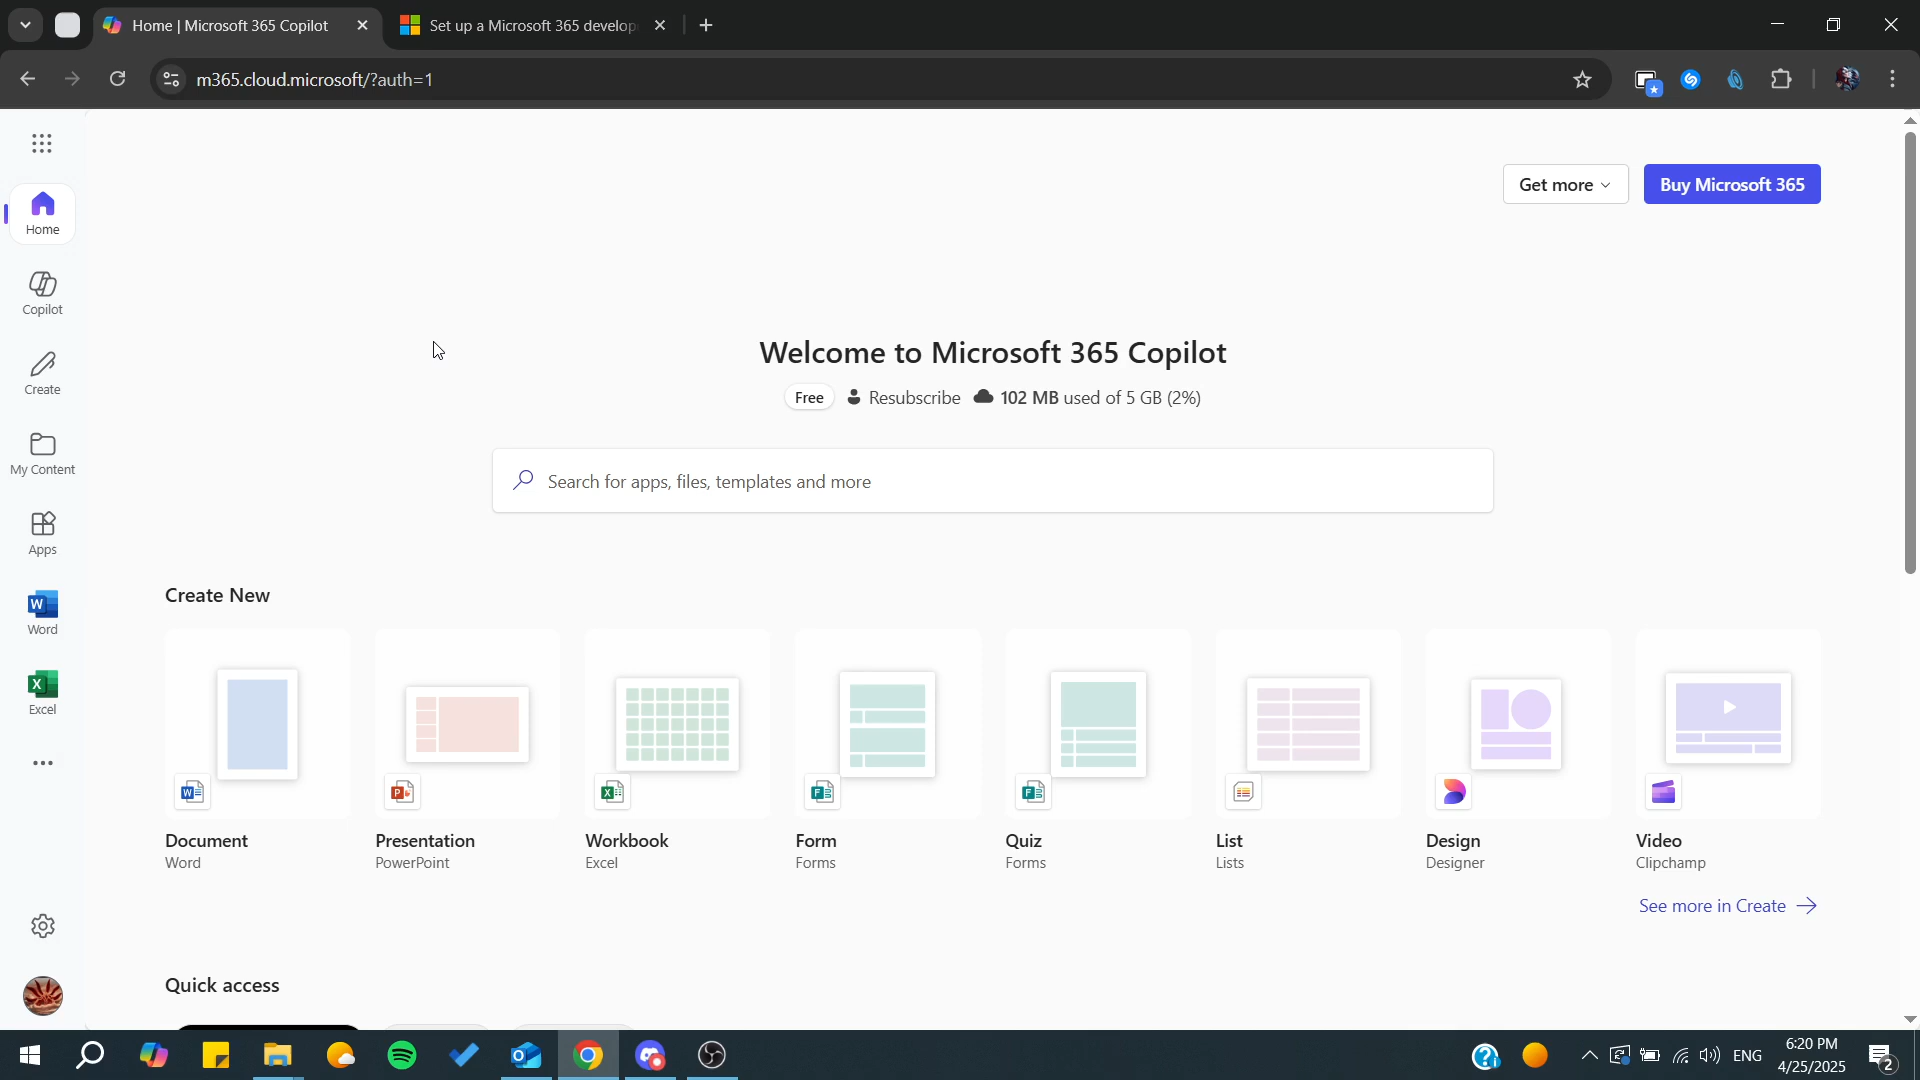 Home | Microsoft 365 Copilot
Set up a Microsoft 365 develop
m365.cloud.microsoft/?auth=1
Get more
Buy Microsoft 365
Home
Copilot
Create
My Content
Apps
Word
Excel
Welcome to Microsoft 365 Copilot
Free Resubscribe 102 MB used of 5 GB (2%)
Search for apps, files, templates and more
Create New
Document
Word
Presentation
PowerPoint
Workbook
Excel
Form
Forms
Quiz
Forms
List
Lists
Design
Designer
Video
Clipchamp
See more in Create
Quick access
ENG
6:20 PM
4/25/2025
2